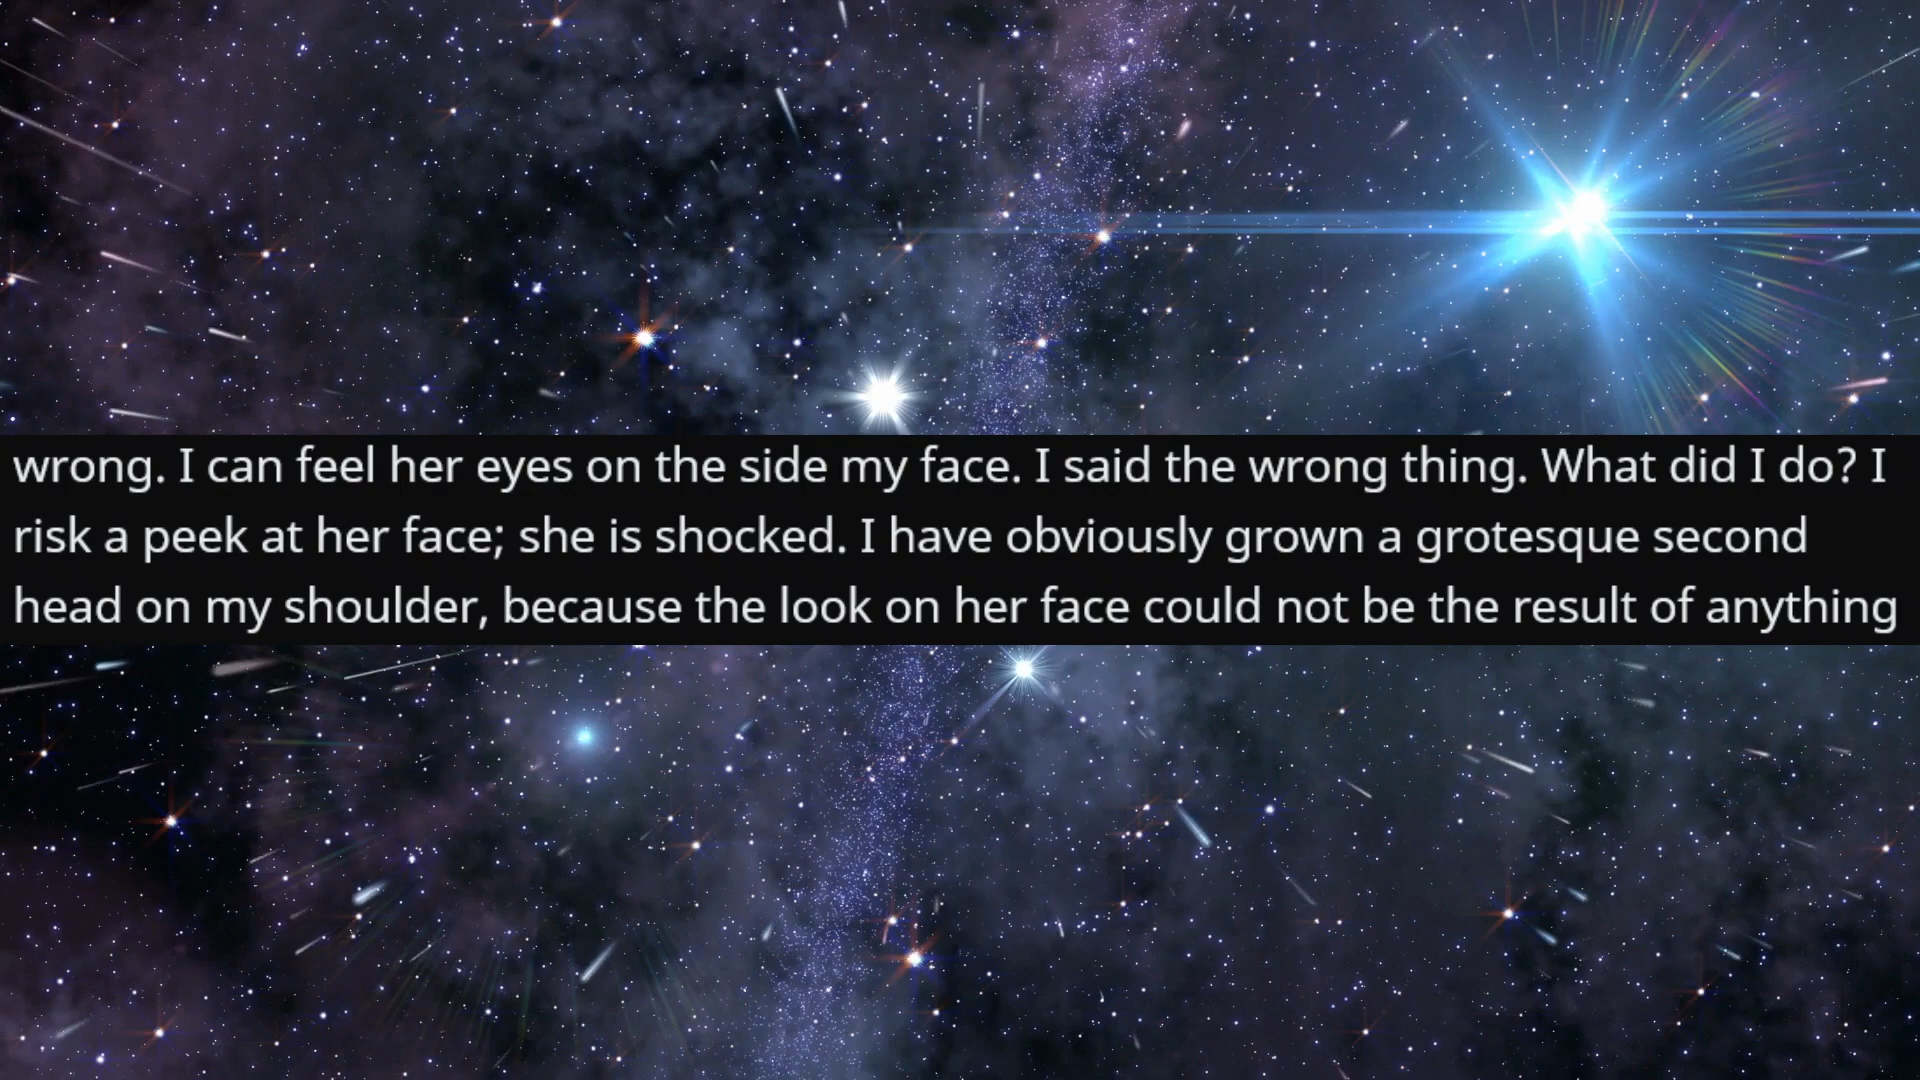 wrong. I can feel her eyes on the side my face. I said the wrong thing. What did I do? I
risk a peek at her face; she is shocked. I have obviously grown a grotesque second
head on my shoulder, because the look on her face could not be the result of anything